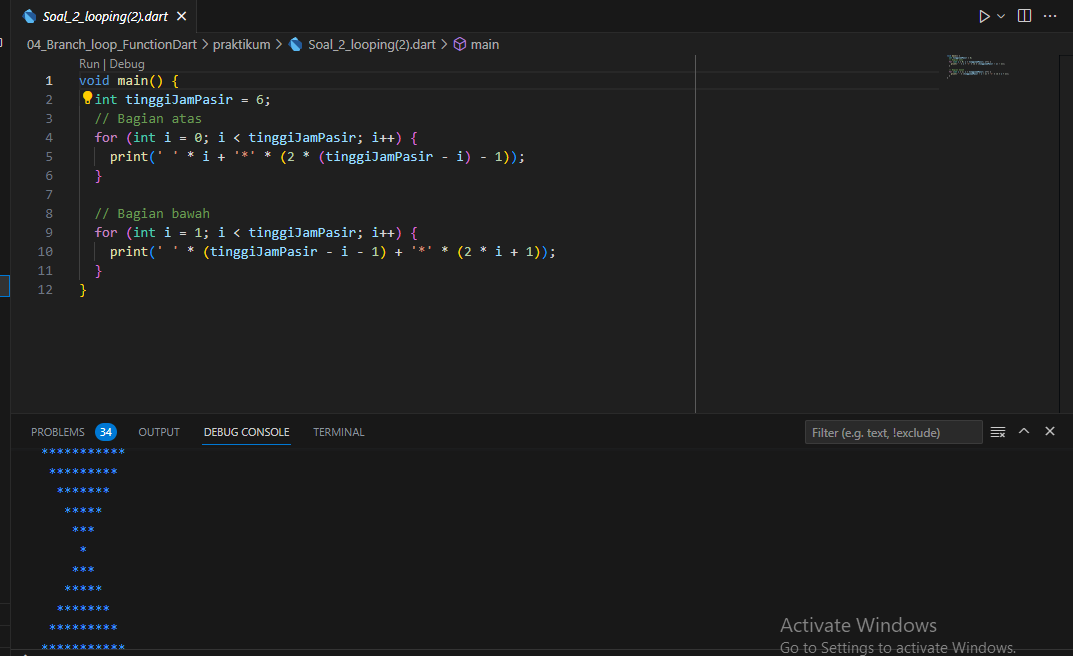 Soal_2_looping(2).dart
04_Branch_loop_FunctionDart > praktikum > Soal_2_looping(2).dart > main
Run | Debug
1 void main() {
2 int tinggiJamPasir = 6;
3 // Bagian atas
4 for (int i = 0; i < tinggiJamPasir; i++) {
5 print(' ' * i + '*' * (2 * (tinggiJamPasir - i) - 1));
6 }
7
8 // Bagian bawah
9 for (int i = 1; i < tinggiJamPasir; i++) {
10 print(' ' * (tinggiJamPasir - i - 1) + '*' * (2 * i + 1));
11 }
12 }
PROBLEMS 34 OUTPUT DEBUG CONSOLE TERMINAL Filter (e.g. text, !exclude)
***********
 *********
  *******
   *****
    ***
     *
    ***
   *****
  *******
 *********
***********
Activate Windows
Go to Settings to activate Windows.